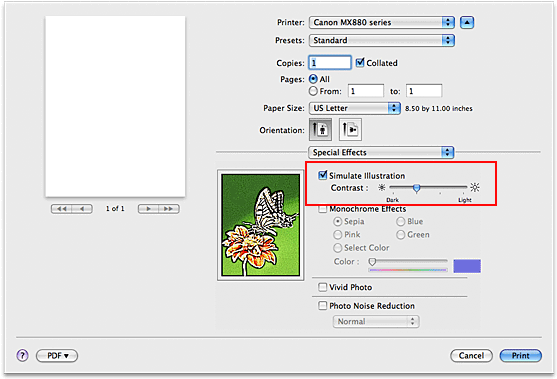 Printer: Canon MX880 series
Presets: Standard
Copies: 1 Collated
Pages: All
From: 1 to: 1
Paper Size: US Letter 8.50 by 11.00 inches
Orientation:
Special Effects
Simulate Illustration
Contrast :
Dark Light
Monochrome Effects
Sepia Blue
Pink Green
Select Color
Color :
Vivid Photo
Photo Noise Reduction
Normal
1 of 1
? PDF ▾ Cancel Print